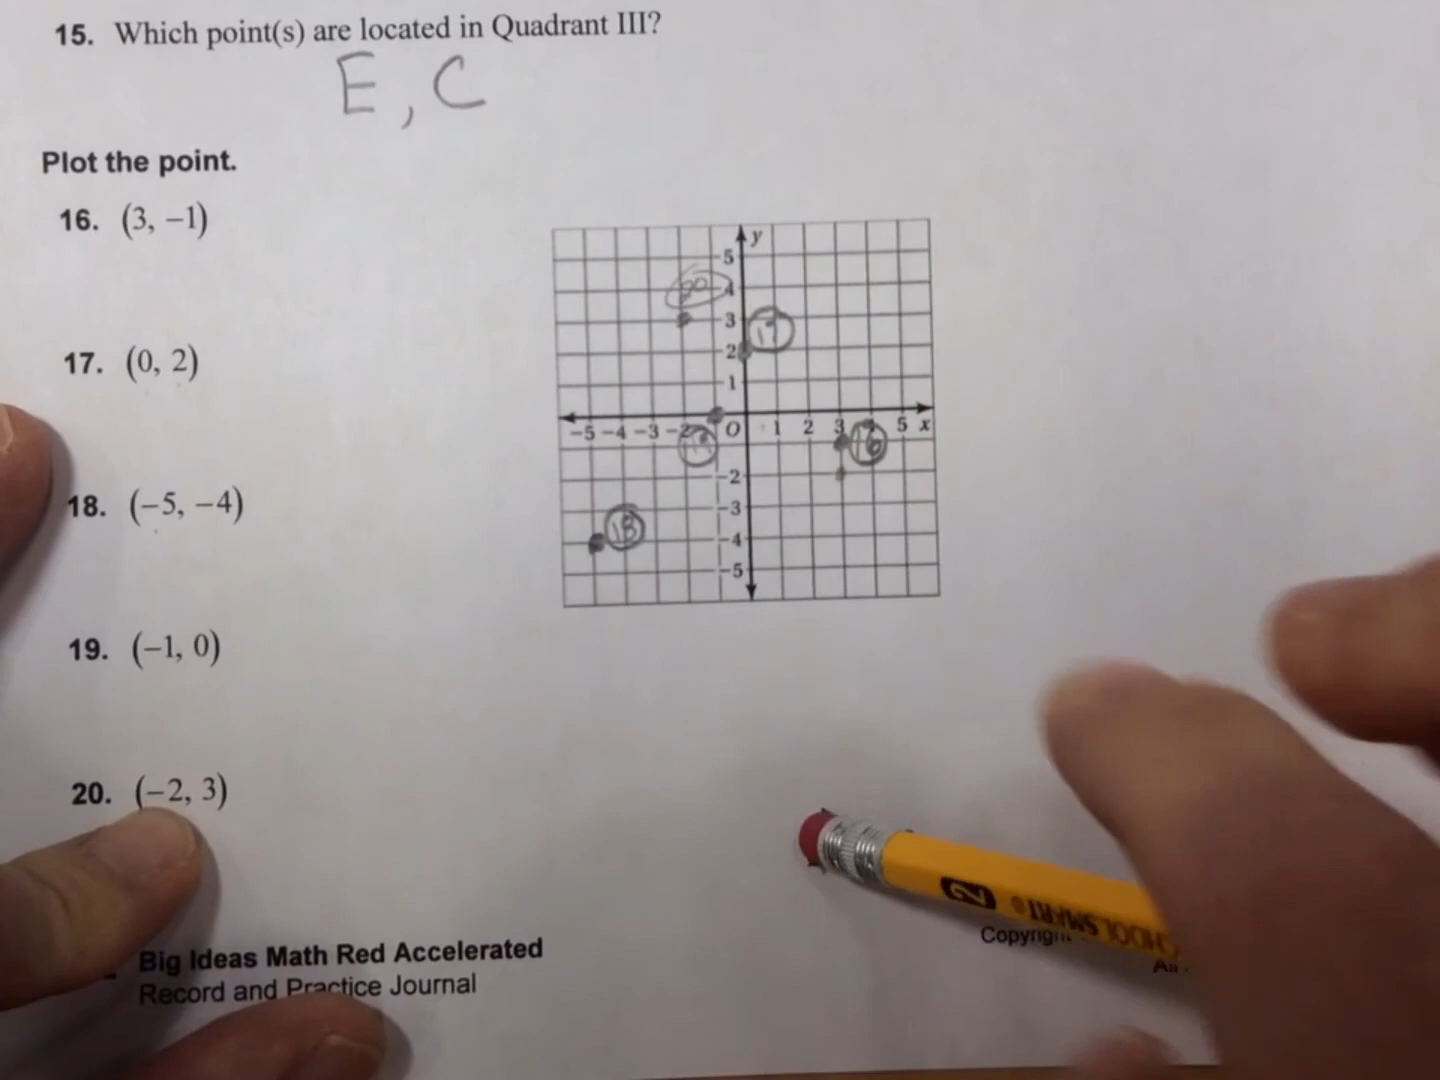 15. Which point(s) are located in Quadrant III?
E, C
Plot the point.
16. (3, −1)
17. (0, 2)
18. (−5, −4)
19. (−1, 0)
20. (−2, 3)
y
5
20 4
3 17
2
1
−5 −4 −3 −2 O 1 2 3 5 x
19 16
−2
−3
18
−4
−5
Big Ideas Math Red Accelerated
Record and Practice Journal
2
Copyright